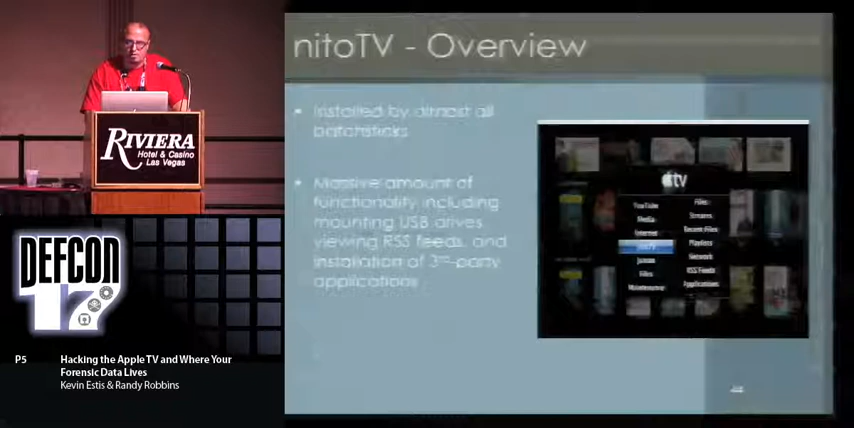 nitoTV - Overview
Installed by almost all
patchsticks
Massive amount of
functionality including
mounting USB drives
viewing RSS feeds, and
installation of 3rd-party
applications
tv
YouTube
Media
Internet
nitoTV
Files
Maintenance
Files
Streams
Recent Files
Playlists
Network
RSS Feeds
Applications
RIVIERA
Hotel & Casino
Las Vegas
DEFCON
17
P5 Hacking the Apple TV and Where Your
Forensic Data Lives
Kevin Estis & Randy Robbins